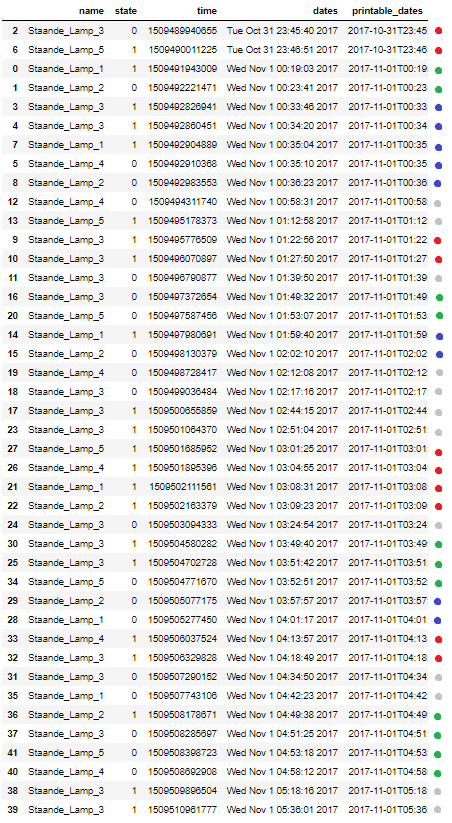 name state time dates printable_dates
2 Staande_Lamp_3 0 1509489940655 Tue Oct 31 23:45:40 2017 2017-10-31T23:45
6 Staande_Lamp_5 1 1509490011225 Tue Oct 31 23:46:51 2017 2017-10-31T23:46
0 Staande_Lamp_1 1 1509491943009 Wed Nov 1 00:19:03 2017 2017-11-01T00:19
1 Staande_Lamp_2 0 1509492221471 Wed Nov 1 00:23:41 2017 2017-11-01T00:23
3 Staande_Lamp_3 1 1509492826941 Wed Nov 1 00:33:46 2017 2017-11-01T00:33:
4 Staande_Lamp_3 1 1509492860451 Wed Nov 1 00:34:20 2017 2017-11-01T00:34
7 Staande_Lamp_1 1 1509492904889 Wed Nov 1 00:35:04 2017 2017-11-01T00:35
5 Staande_Lamp_4 0 1509492910368 Wed Nov 1 00:35:10 2017 2017-11-01T00:35
8 Staande_Lamp_2 0 1509492983553 Wed Nov 1 00:36:23 2017 2017-11-01T00:36
12 Staande_Lamp_4 0 1509494311740 Wed Nov 1 00:58:31 2017 2017-11-01T00:58
13 Staande_Lamp_5 1 1509495178373 Wed Nov 1 01:12:58 2017 2017-11-01T01:12
9 Staande_Lamp_3 1 1509495776509 Wed Nov 1 01:22:56 2017 2017-11-01T01:22
10 Staande_Lamp_3 1 1509496070897 Wed Nov 1 01:27:50 2017 2017-11-01T01:27
11 Staande_Lamp_3 0 1509496790877 Wed Nov 1 01:39:50 2017 2017-11-01T01:39
16 Staande_Lamp_3 0 1509497372654 Wed Nov 1 01:49:32 2017 2017-11-01T01:49
20 Staande_Lamp_5 0 1509497587456 Wed Nov 1 01:53:07 2017 2017-11-01T01:53
14 Staande_Lamp_1 1 1509497980691 Wed Nov 1 01:59:40 2017 2017-11-01T01:59
15 Staande_Lamp_2 0 1509498130379 Wed Nov 1 02:02:10 2017 2017-11-01T02:02
19 Staande_Lamp_4 0 1509498728417 Wed Nov 1 02:12:08 2017 2017-11-01T02:12
18 Staande_Lamp_3 0 1509499036484 Wed Nov 1 02:17:16 2017 2017-11-01T02:17
17 Staande_Lamp_3 1 1509500655859 Wed Nov 1 02:44:15 2017 2017-11-01T02:44
23 Staande_Lamp_3 1 1509501064370 Wed Nov 1 02:51:04 2017 2017-11-01T02:51
27 Staande_Lamp_5 1 1509501685952 Wed Nov 1 03:01:25 2017 2017-11-01T03:01
26 Staande_Lamp_4 1 1509501895396 Wed Nov 1 03:04:55 2017 2017-11-01T03:04
21 Staande_Lamp_1 1 1509502111561 Wed Nov 1 03:08:31 2017 2017-11-01T03:08
22 Staande_Lamp_2 1 1509502163379 Wed Nov 1 03:09:23 2017 2017-11-01T03:09
24 Staande_Lamp_3 0 1509503094333 Wed Nov 1 03:24:54 2017 2017-11-01T03:24
30 Staande_Lamp_3 1 1509504580282 Wed Nov 1 03:49:40 2017 2017-11-01T03:49
25 Staande_Lamp_3 1 1509504702728 Wed Nov 1 03:51:42 2017 2017-11-01T03:51
34 Staande_Lamp_5 0 1509504771670 Wed Nov 1 03:52:51 2017 2017-11-01T03:52
29 Staande_Lamp_2 0 1509505077175 Wed Nov 1 03:57:57 2017 2017-11-01T03:57
28 Staande_Lamp_1 0 1509505277450 Wed Nov 1 04:01:17 2017 2017-11-01T04:01
33 Staande_Lamp_4 1 1509506037524 Wed Nov 1 04:13:57 2017 2017-11-01T04:13
32 Staande_Lamp_3 1 1509506329828 Wed Nov 1 04:18:49 2017 2017-11-01T04:18
31 Staande_Lamp_3 0 1509507290152 Wed Nov 1 04:34:50 2017 2017-11-01T04:34
35 Staande_Lamp_1 0 1509507743106 Wed Nov 1 04:42:23 2017 2017-11-01T04:42
36 Staande_Lamp_2 1 1509508178671 Wed Nov 1 04:49:38 2017 2017-11-01T04:49
37 Staande_Lamp_3 0 1509508285697 Wed Nov 1 04:51:25 2017 2017-11-01T04:51
41 Staande_Lamp_5 0 1509508398723 Wed Nov 1 04:53:18 2017 2017-11-01T04:53
40 Staande_Lamp_4 0 1509508692908 Wed Nov 1 04:58:12 2017 2017-11-01T04:58
38 Staande_Lamp_3 1 1509509896504 Wed Nov 1 05:18:16 2017 2017-11-01T05:18
39 Staande_Lamp_3 1 1509510961777 Wed Nov 1 05:36:01 2017 2017-11-01T05:36